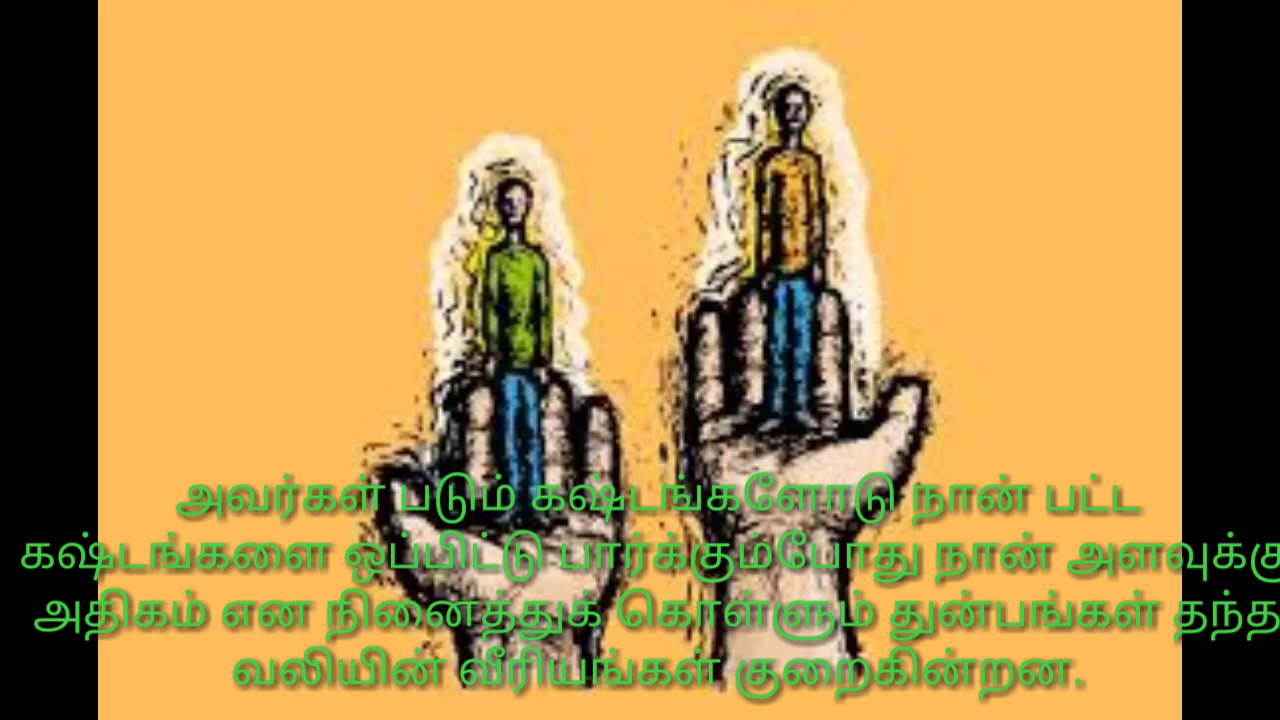 அவர்கள் படும் கஷ்டங்களோடு நான் பட்ட
கஷ்டங்களை ஒப்பிட்டு பார்க்கும்போது நான் அளவுக்கு
அதிகம் என நினைத்துக் கொள்ளும் துன்பங்கள் தந்த
வலியின் வீரியங்கள் குறைகின்றன.